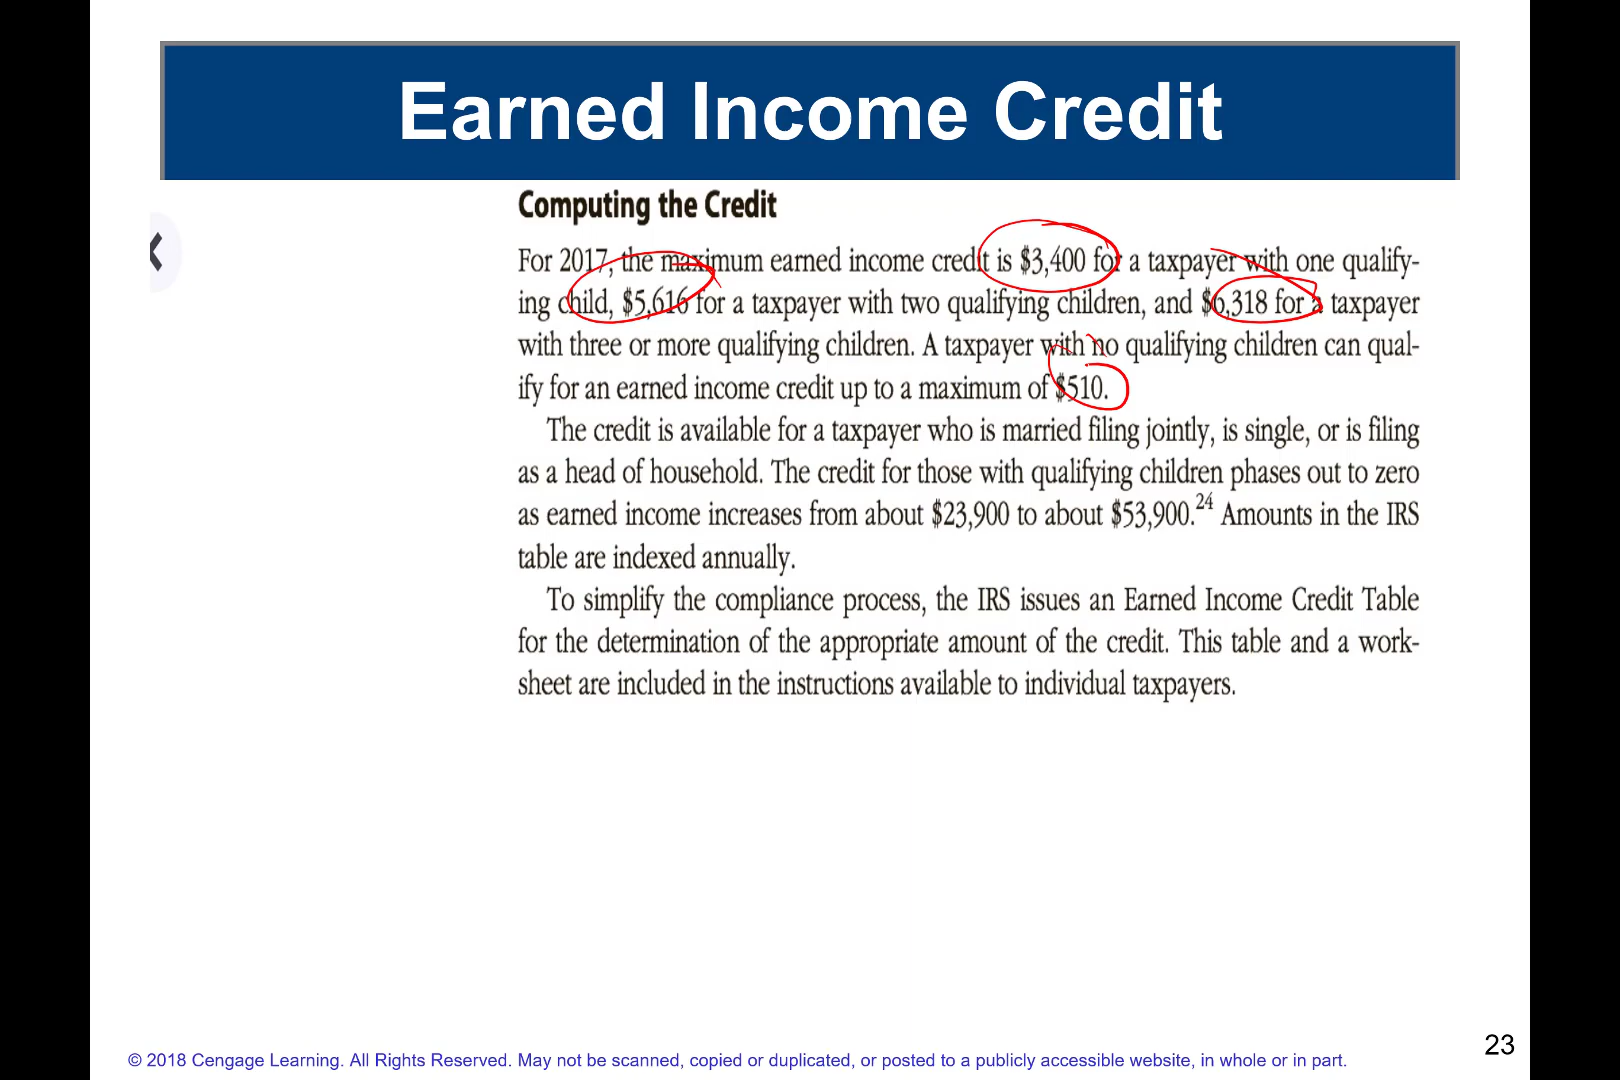 Earned Income Credit
Computing the Credit
For 2017, the maximum earned income credit is $3,400 for a taxpayer with one qualify-
ing child, $5,616 for a taxpayer with two qualifying children, and $6,318 for a taxpayer
with three or more qualifying children. A taxpayer with no qualifying children can qual-
ify for an earned income credit up to a maximum of $510.
The credit is available for a taxpayer who is married filing jointly, is single, or is filing
as a head of household. The credit for those with qualifying children phases out to zero
as earned income increases from about $23,900 to about $53,900.24 Amounts in the IRS
table are indexed annually.
To simplify the compliance process, the IRS issues an Earned Income Credit Table
for the determination of the appropriate amount of the credit. This table and a work-
sheet are included in the instructions available to individual taxpayers.
23
© 2018 Cengage Learning. All Rights Reserved. May not be scanned, copied or duplicated, or posted to a publicly accessible website, in whole or in part.